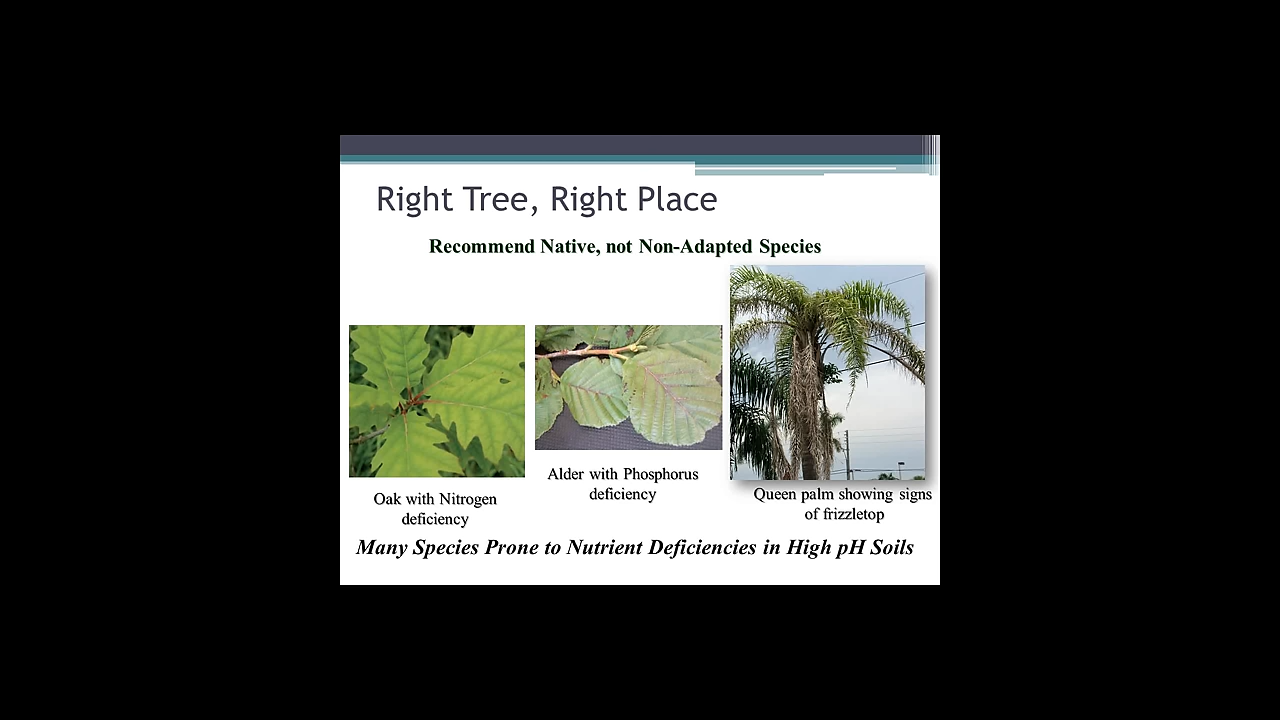 Right Tree, Right Place
Recommend Native, not Non-Adapted Species
Oak with Nitrogen
deficiency
Alder with Phosphorus
deficiency
Queen palm showing signs
of frizzletop
Many Species Prone to Nutrient Deficiencies in High pH Soils